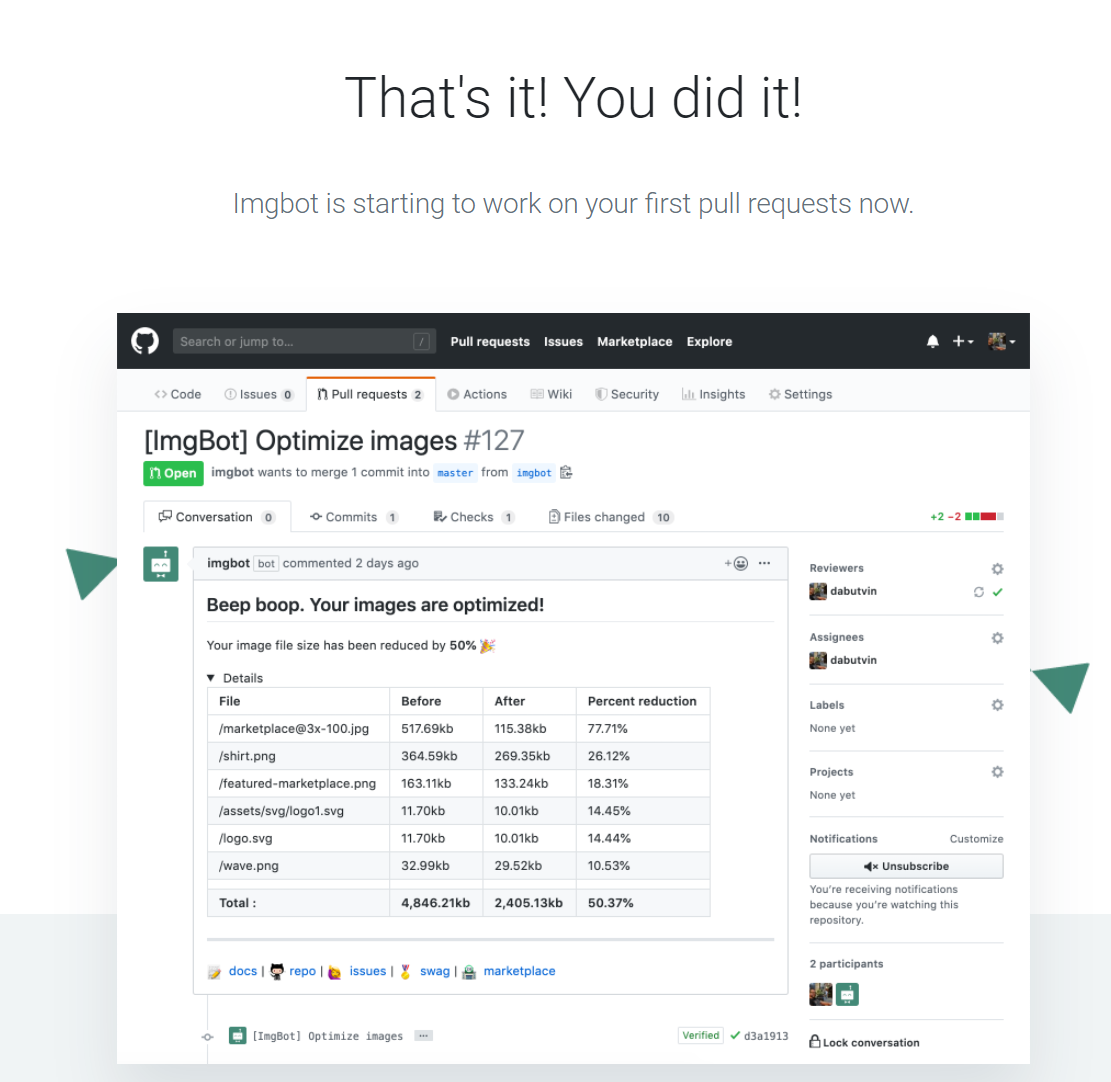 That's it! You did it!
Imgbot is starting to work on your first pull requests now.
Search or jump to... / Pull requests Issues Marketplace Explore
Code Issues 0 Pull requests 2 Actions Wiki Security Insights Settings
[ImgBot] Optimize images #127
Open imgbot wants to merge 1 commit into master from imgbot
Conversation 0 Commits 1 Checks 1 Files changed 10 +2 −2
imgbot bot commented 2 days ago
Beep boop. Your images are optimized!
Your image file size has been reduced by 50% 🎉
▼ Details
File Before After Percent reduction
/marketplace@3x-100.jpg 517.69kb 115.38kb 77.71%
/shirt.png 364.59kb 269.35kb 26.12%
/featured-marketplace.png 163.11kb 133.24kb 18.31%
/assets/svg/logo1.svg 11.70kb 10.01kb 14.45%
/logo.svg 11.70kb 10.01kb 14.44%
/wave.png 32.99kb 29.52kb 10.53%
Total : 4,846.21kb 2,405.13kb 50.37%
docs | repo | issues | swag | marketplace
[ImgBot] Optimize images ... Verified d3a1913
Reviewers
dabutvin
Assignees
dabutvin
Labels
None yet
Projects
None yet
Notifications Customize
Unsubscribe
You're receiving notifications
because you're watching this
repository.
2 participants
Lock conversation